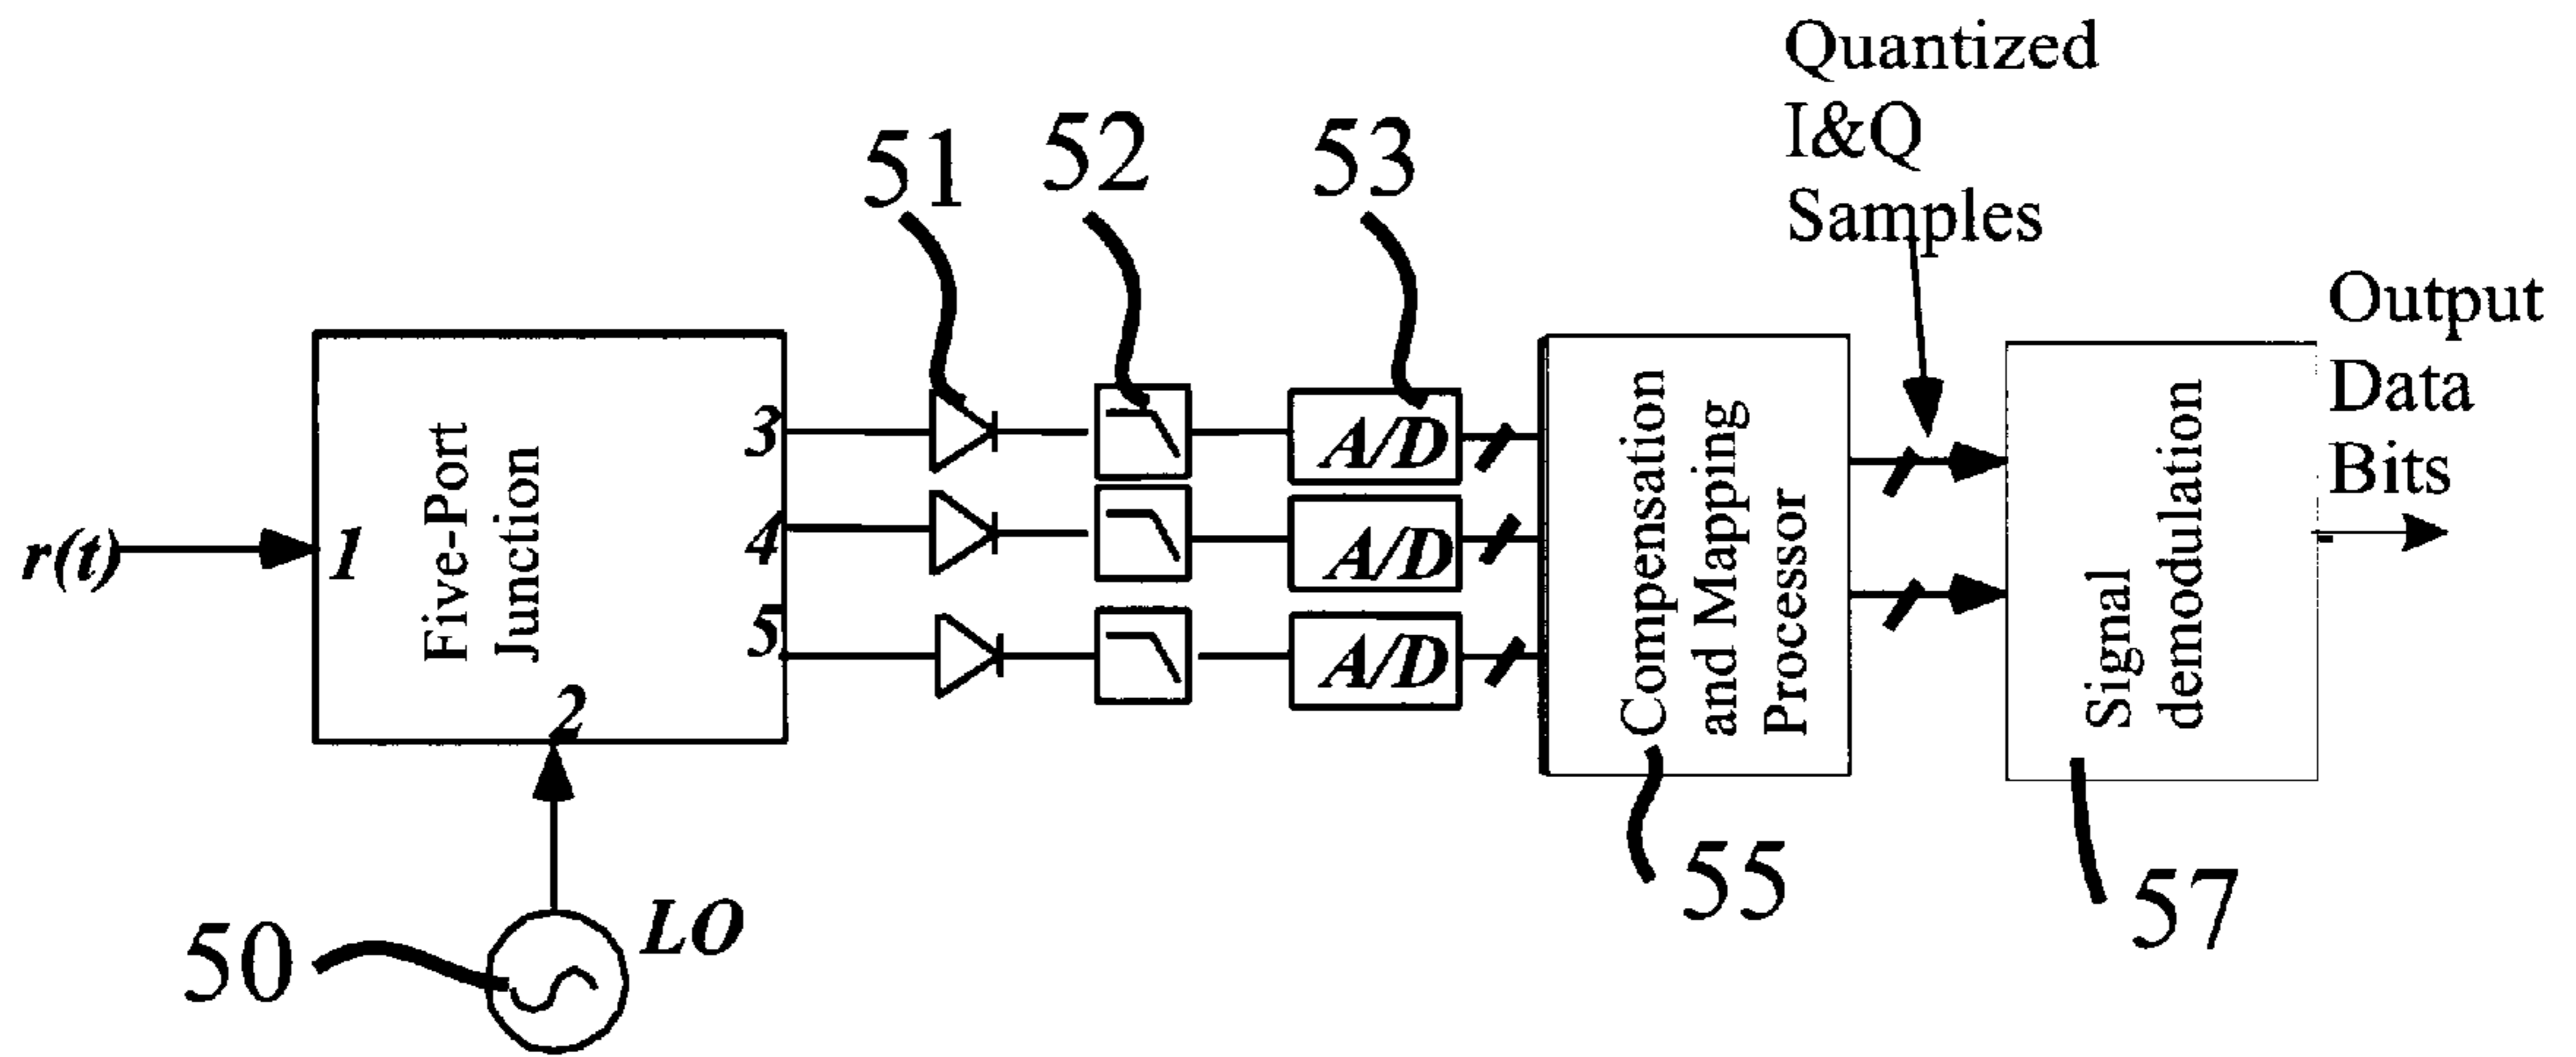 Quantized
I&Q
Samples
51
52
53
Output
Data
Bits
r(t)
1
Five-Port
Junction
3
4
5
2
A/D
A/D
A/D
Compensation
and Mapping
Processor
Signal
demodulation
50
LO
55
57